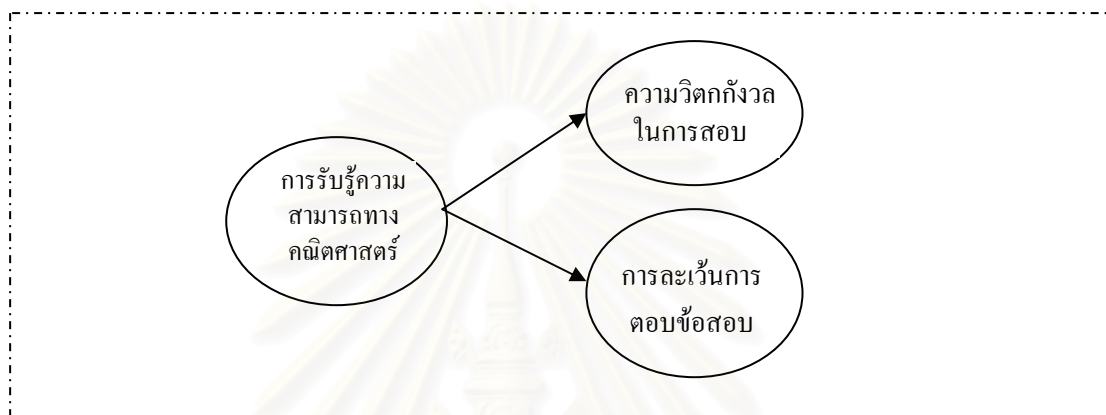 การรับรู้ความ
สามารถทาง
คณิตศาสตร์
ความวิตกกังวล
ในการสอบ
การละเว้นการ
ตอบข้อสอบ